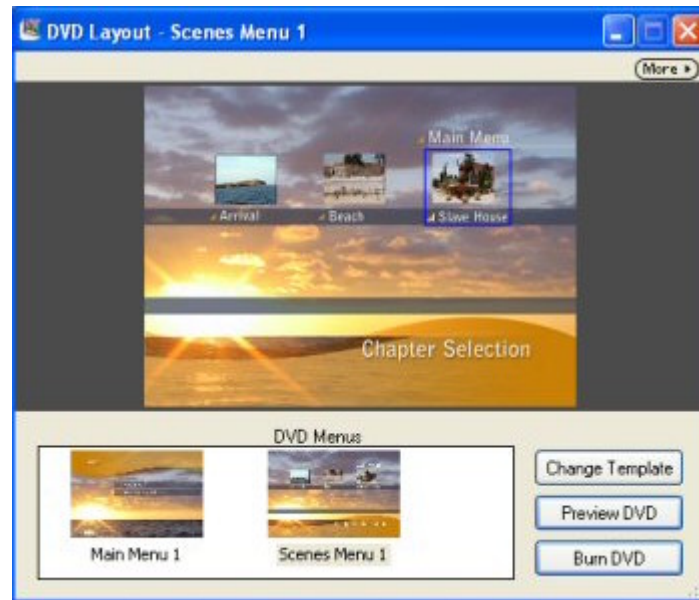 DVD Layout - Scenes Menu 1
More
Main Menu
Arrival
Beach
Slave House
Chapter Selection
DVD Menus
Main Menu 1
Scenes Menu 1
Change Template
Preview DVD
Burn DVD